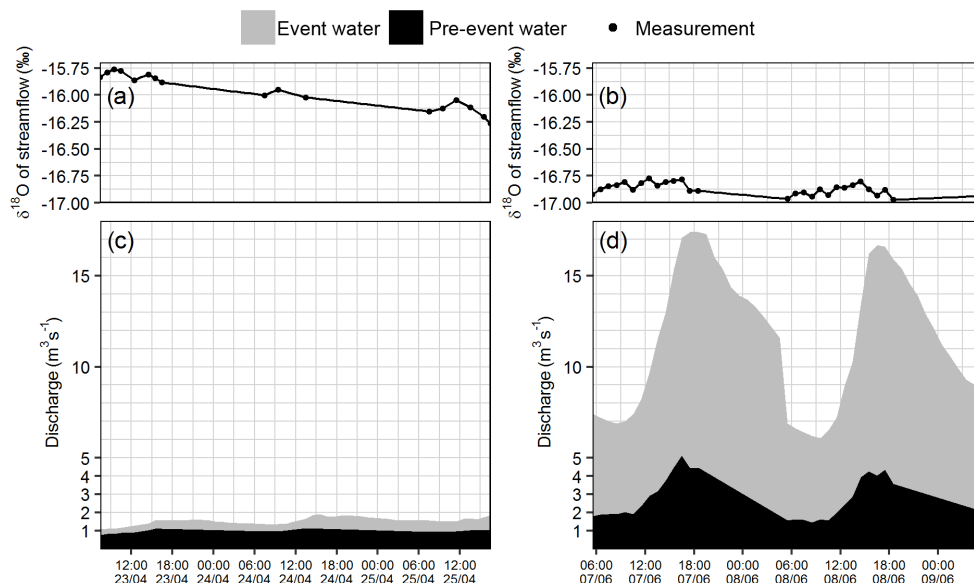 Event water Pre-event water Measurement
δ¹⁸O of streamflow (‰)
-15.75
-16.00
-16.25
-16.50
-16.75
-17.00
(a)
δ¹⁸O of streamflow (‰)
-15.75
-16.00
-16.25
-16.50
-16.75
-17.00
(b)
Discharge (m³ s⁻¹)
15
10
5
4
3
2
1
(c)
12:00 18:00 00:00 06:00 12:00 18:00 00:00 06:00 12:00
23/04 23/04 24/04 24/04 24/04 24/04 25/04 25/04 25/04
Discharge (m³ s⁻¹)
15
10
5
4
3
2
1
(d)
06:00 12:00 18:00 00:00 06:00 12:00 18:00 00:00
07/06 07/06 07/06 08/06 08/06 08/06 08/06 09/06